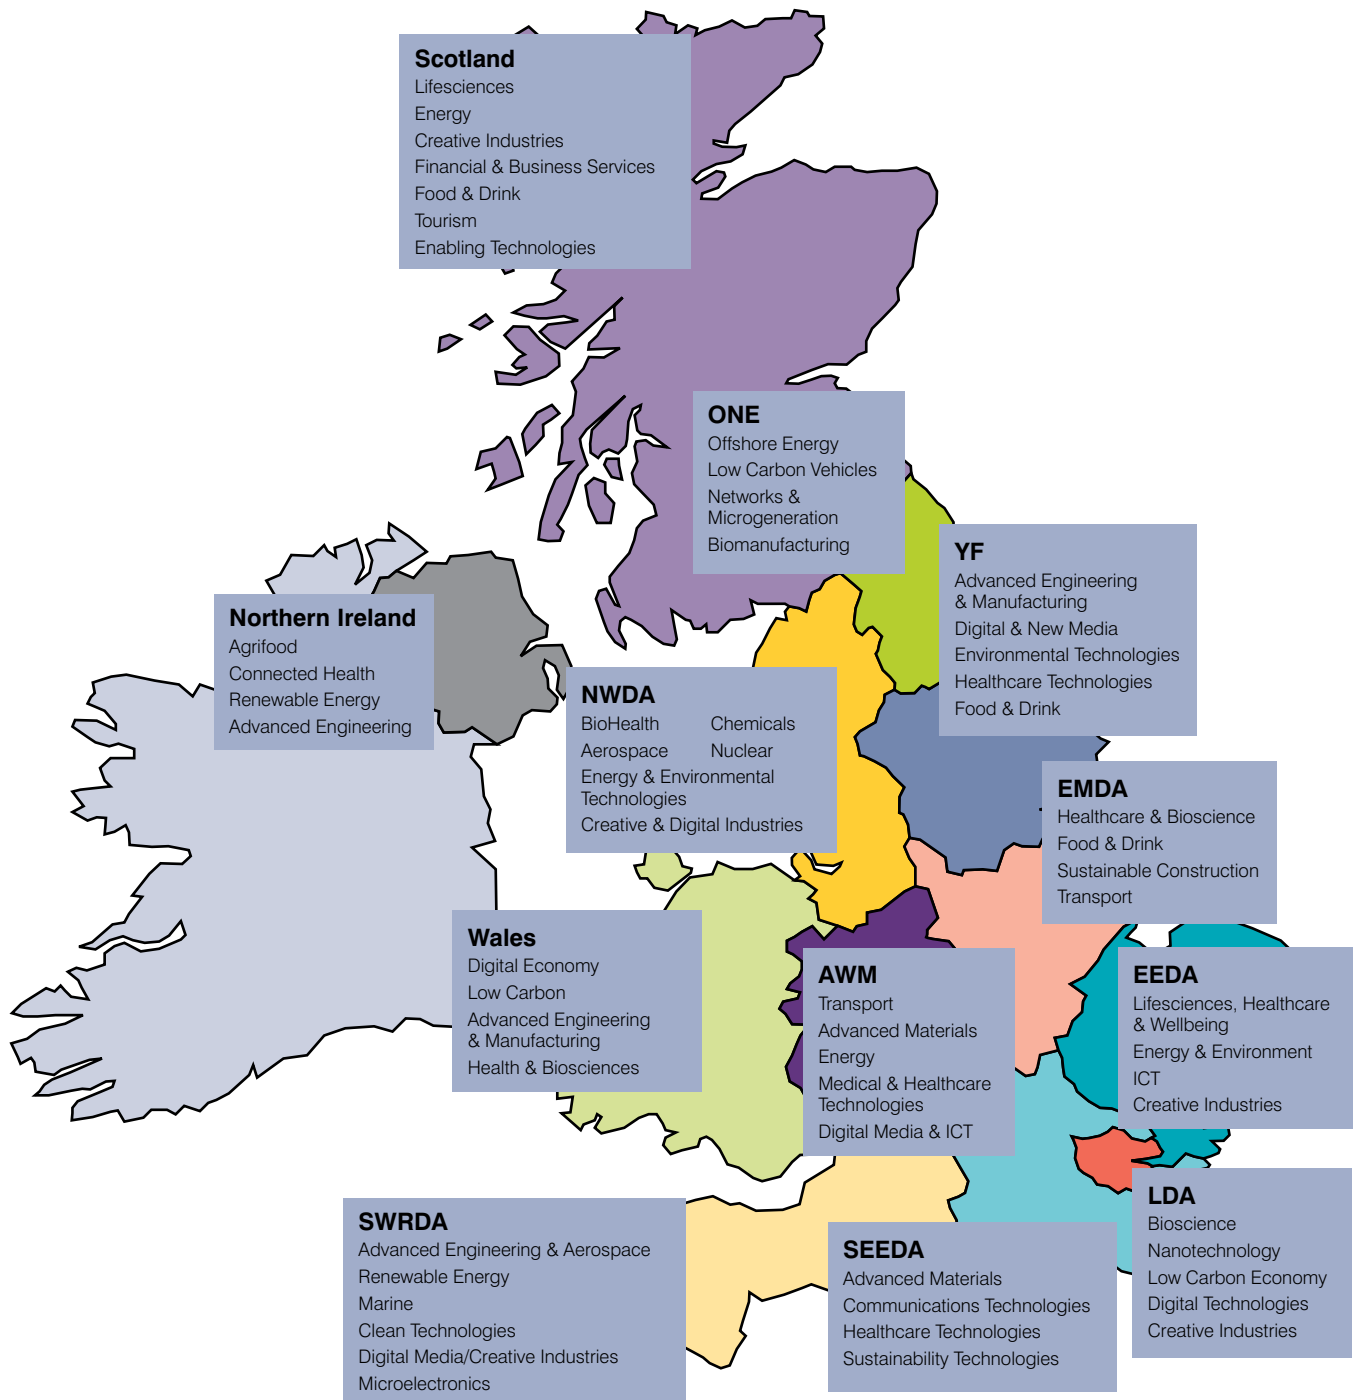 Scotland
Lifesciences
Energy
Creative Industries
Financial & Business Services
Food & Drink
Tourism
Enabling Technologies
ONE
Offshore Energy
Low Carbon Vehicles
Networks &
Microgeneration
Biomanufacturing
YF
Advanced Engineering
& Manufacturing
Digital & New Media
Environmental Technologies
Healthcare Technologies
Food & Drink
Northern Ireland
Agrifood
Connected Health
Renewable Energy
Advanced Engineering
NWDA
BioHealth Chemicals
Aerospace Nuclear
Energy & Environmental
Technologies
Creative & Digital Industries
EMDA
Healthcare & Bioscience
Food & Drink
Sustainable Construction
Transport
Wales
Digital Economy
Low Carbon
Advanced Engineering
& Manufacturing
Health & Biosciences
AWM
Transport
Advanced Materials
Energy
Medical & Healthcare
Technologies
Digital Media & ICT
EEDA
Lifesciences, Healthcare
& Wellbeing
Energy & Environment
ICT
Creative Industries
SWRDA
Advanced Engineering & Aerospace
Renewable Energy
Marine
Clean Technologies
Digital Media/Creative Industries
Microelectronics
SEEDA
Advanced Materials
Communications Technologies
Healthcare Technologies
Sustainability Technologies
LDA
Bioscience
Nanotechnology
Low Carbon Economy
Digital Technologies
Creative Industries